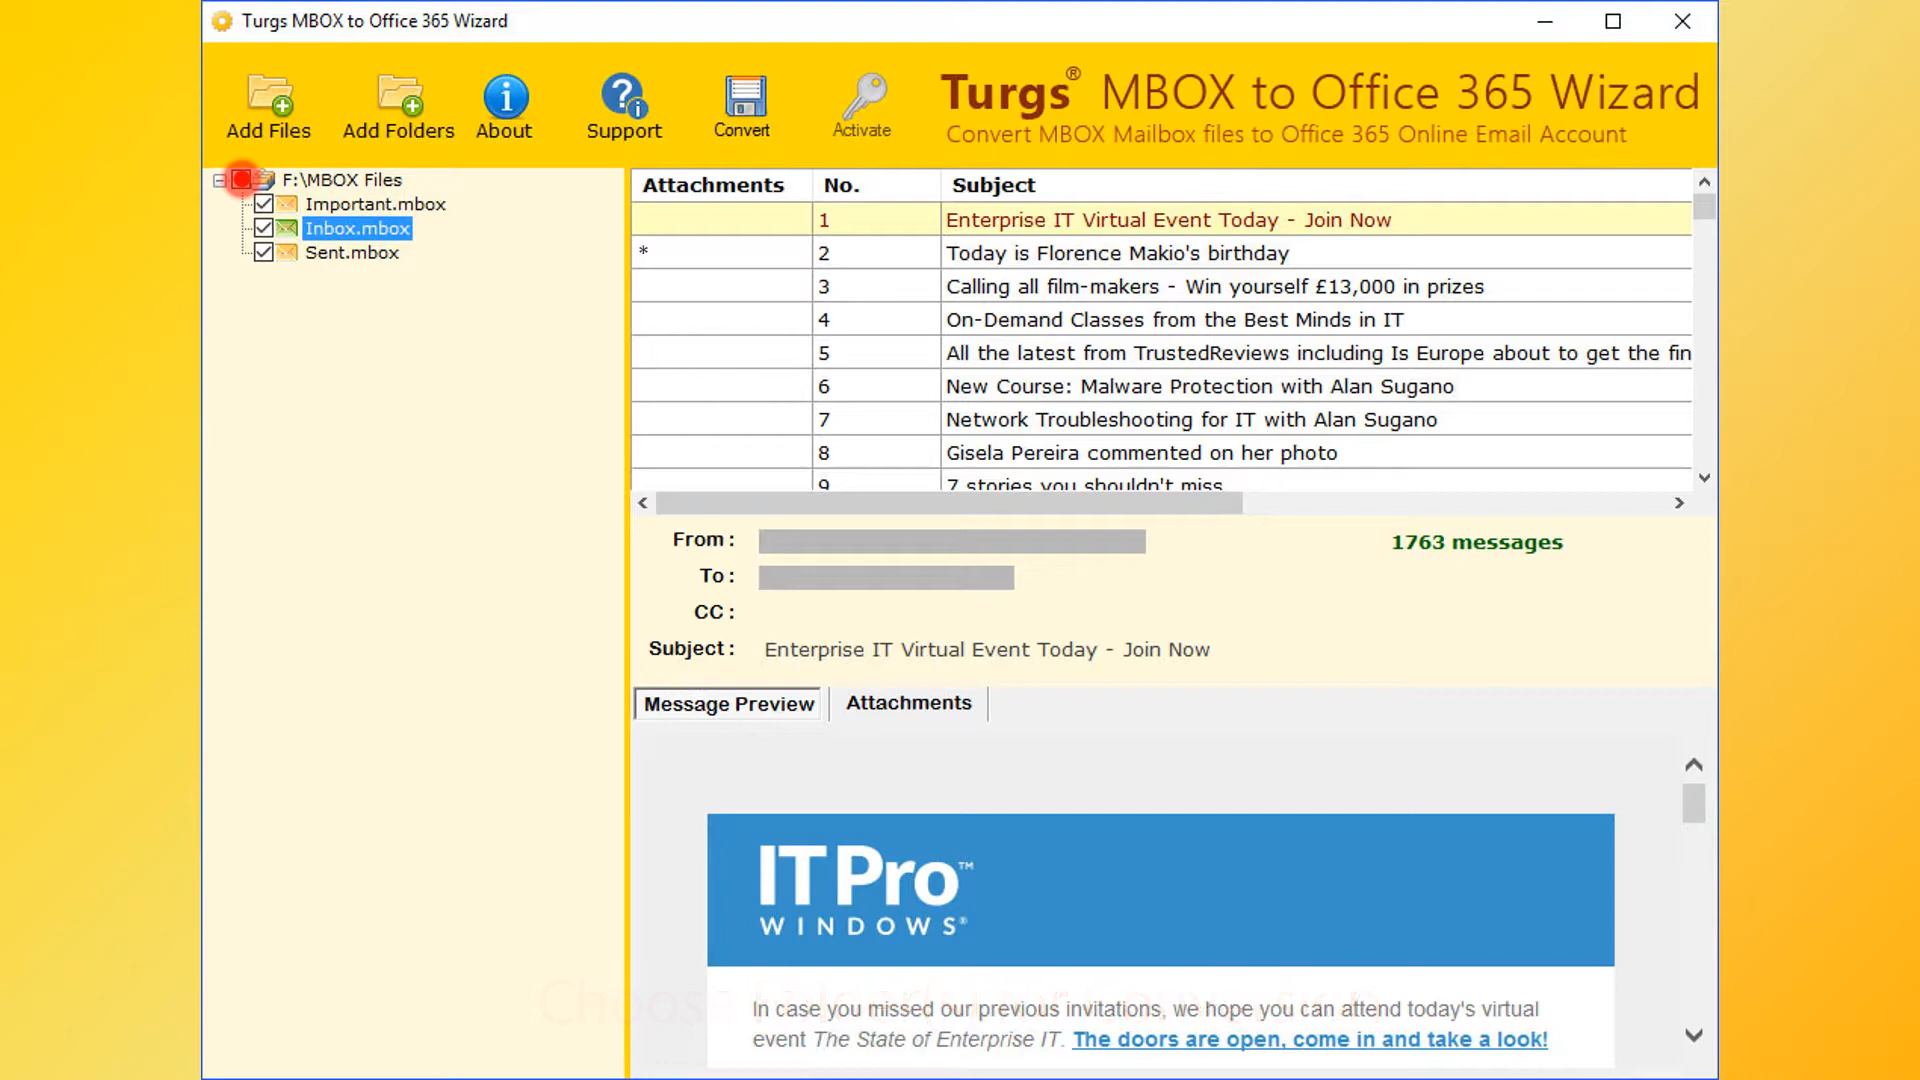 Turgs MBOX to Office 365 Wizard
Add Files
Add Folders
About
Support
Convert
Activate
Turgs® MBOX to Office 365 Wizard
Convert MBOX Mailbox files to Office 365 Online Email Account
F:\MBOX Files
Important.mbox
Inbox.mbox
Sent.mbox
Attachments No. Subject
1 Enterprise IT Virtual Event Today - Join Now
* 2 Today is Florence Makio's birthday
3 Calling all film-makers - Win yourself £13,000 in prizes
4 On-Demand Classes from the Best Minds in IT
5 All the latest from TrustedReviews including Is Europe about to get the fin
6 New Course: Malware Protection with Alan Sugano
7 Network Troubleshooting for IT with Alan Sugano
8 Gisela Pereira commented on her photo
9 7 stories you shouldn't miss
From :
1763 messages
To :
CC :
Subject : Enterprise IT Virtual Event Today - Join Now
Message Preview
Attachments
ITPro™
WINDOWS®
In case you missed our previous invitations, we hope you can attend today's virtual
event The State of Enterprise IT. The doors are open, come in and take a look!